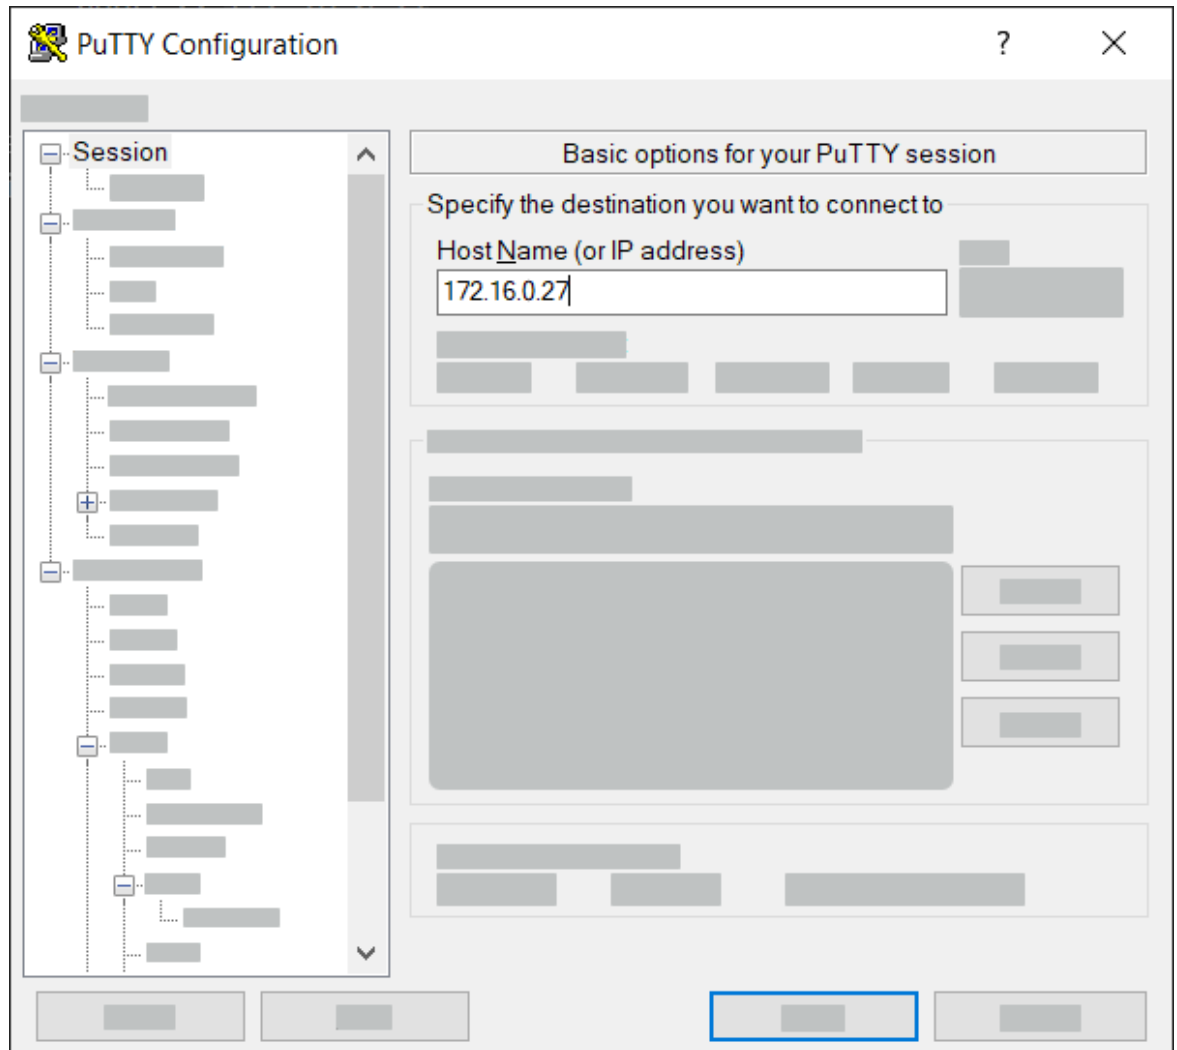 PuTTY Configuration
?
Session
Basic options for your PuTTY session
Specify the destination you want to connect to
Host Name (or IP address)
172.16.0.27